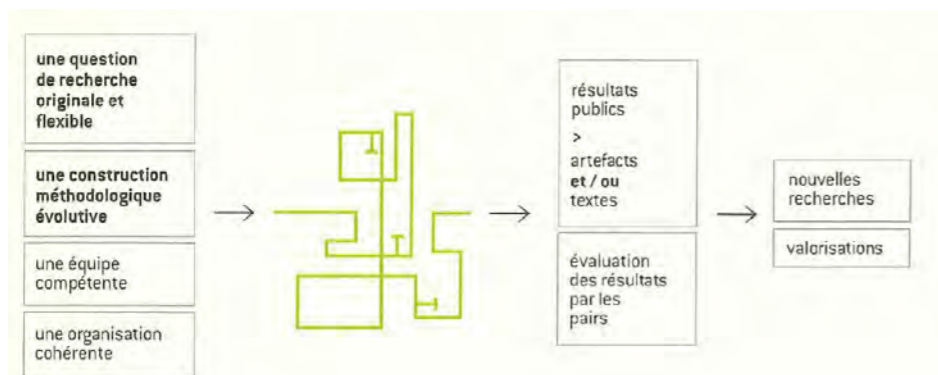 une question
de recherche
originale et
flexible
une construction
méthodologique
évolutive
une équipe
compétente
une organisation
cohérente
résultats
publics
>
artefacts
et / ou
textes
évaluation
des résultats
par les
pairs
nouvelles
recherches
valorisations